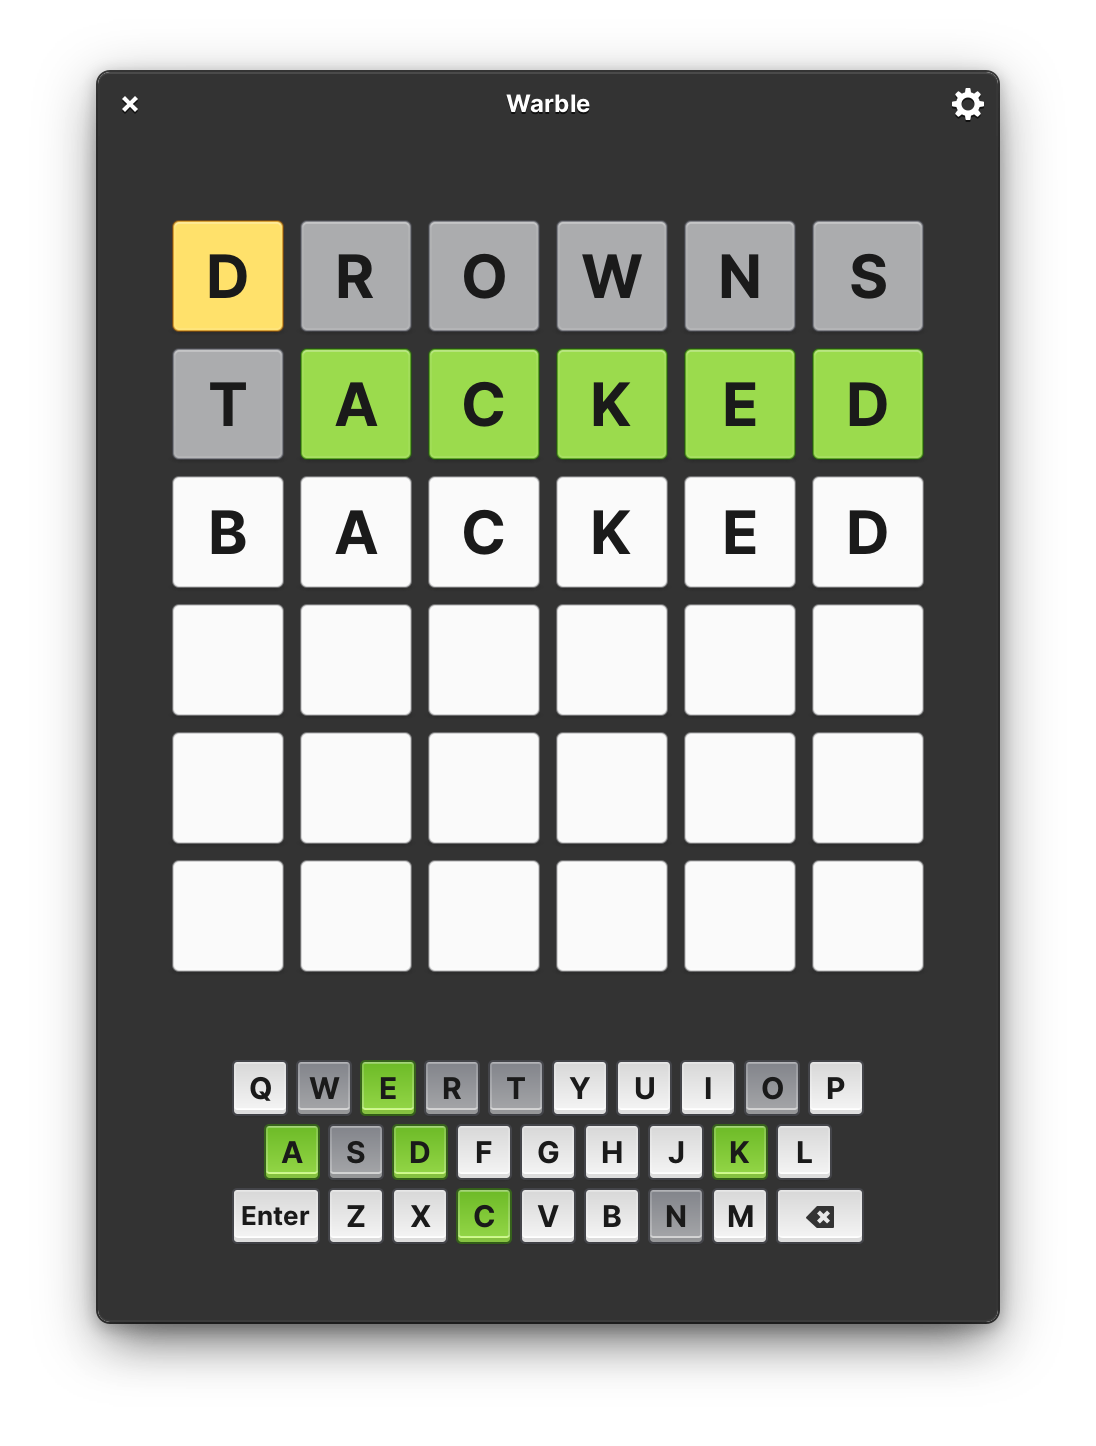 Warble
D R O W N S
T A C K E D
B A C K E D
Q W E R T Y U I O P
A S D F G H J K L
Enter Z X C V B N M